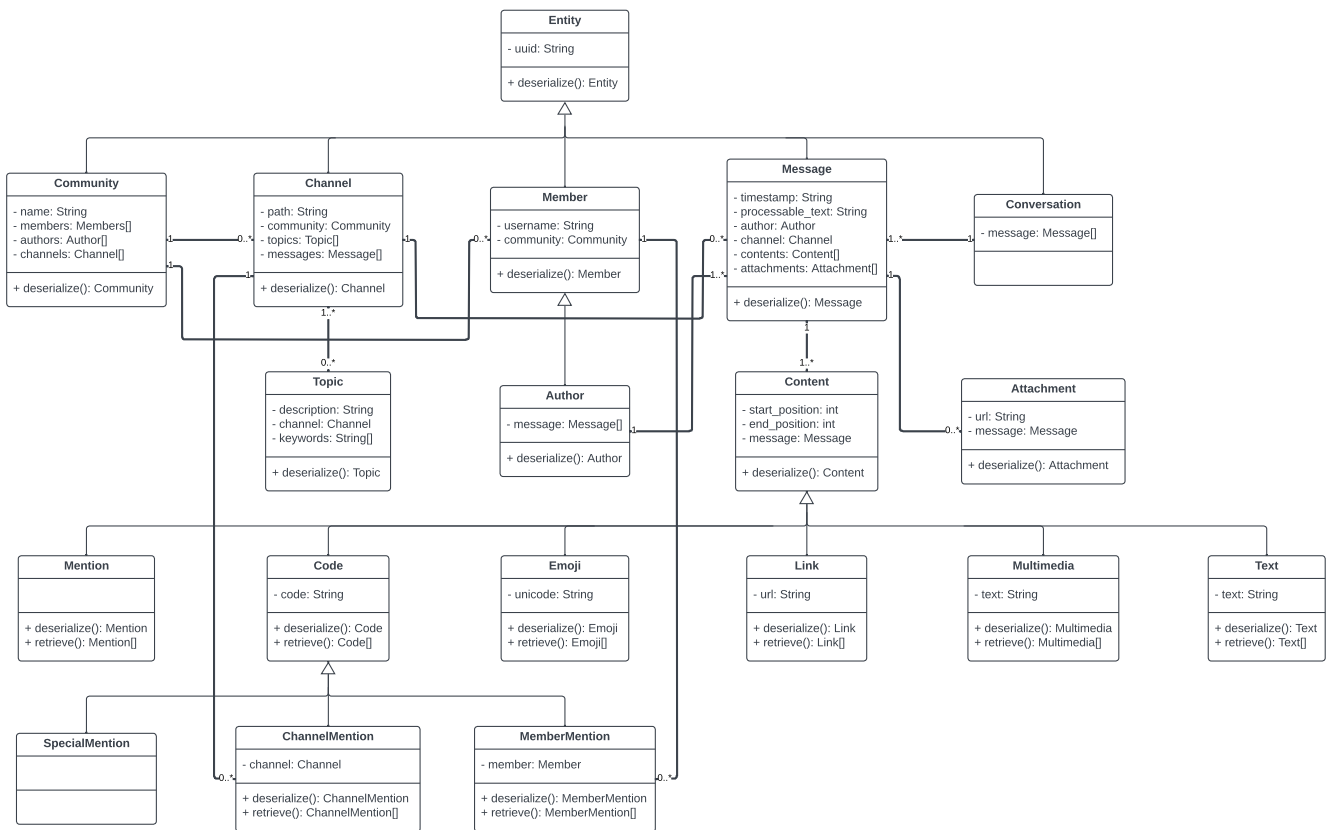 Entity
- uuid: String
+ deserialize(): Entity
Community
- name: String
- members: Members[]
- authors: Author[]
- channels: Channel[]
+ deserialize(): Community
1
0..*
1
Channel
- path: String
- community: Community
- topics: Topic[]
- messages: Message[]
+ deserialize(): Channel
1
1
1..*
0..*
0..*
Member
- username: String
- community: Community
+ deserialize(): Member
1
0..*
1..*
Message
- timestamp: String
- processable_text: String
- author: Author
- channel: Channel
- contents: Content[]
- attachments: Attachment[]
+ deserialize(): Message
1..*
1
1
1
1..*
Conversation
- message: Message[]
Topic
- description: String
- channel: Channel
- keywords: String[]
+ deserialize(): Topic
Author
- message: Message[]
+ deserialize(): Author
1
Content
- start_position: int
- end_position: int
- message: Message
+ deserialize(): Content
0..*
Attachment
- url: String
- message: Message
+ deserialize(): Attachment
Mention
+ deserialize(): Mention
+ retrieve(): Mention[]
Code
- code: String
+ deserialize(): Code
+ retrieve(): Code[]
Emoji
- unicode: String
+ deserialize(): Emoji
+ retrieve(): Emoji[]
Link
- url: String
+ deserialize(): Link
+ retrieve(): Link[]
Multimedia
- text: String
+ deserialize(): Multimedia
+ retrieve(): Multimedia[]
Text
- text: String
+ deserialize(): Text
+ retrieve(): Text[]
SpecialMention
0..*
ChannelMention
- channel: Channel
+ deserialize(): ChannelMention
+ retrieve(): ChannelMention[]
MemberMention
- member: Member
+ deserialize(): MemberMention
+ retrieve(): MemberMention[]
0..*